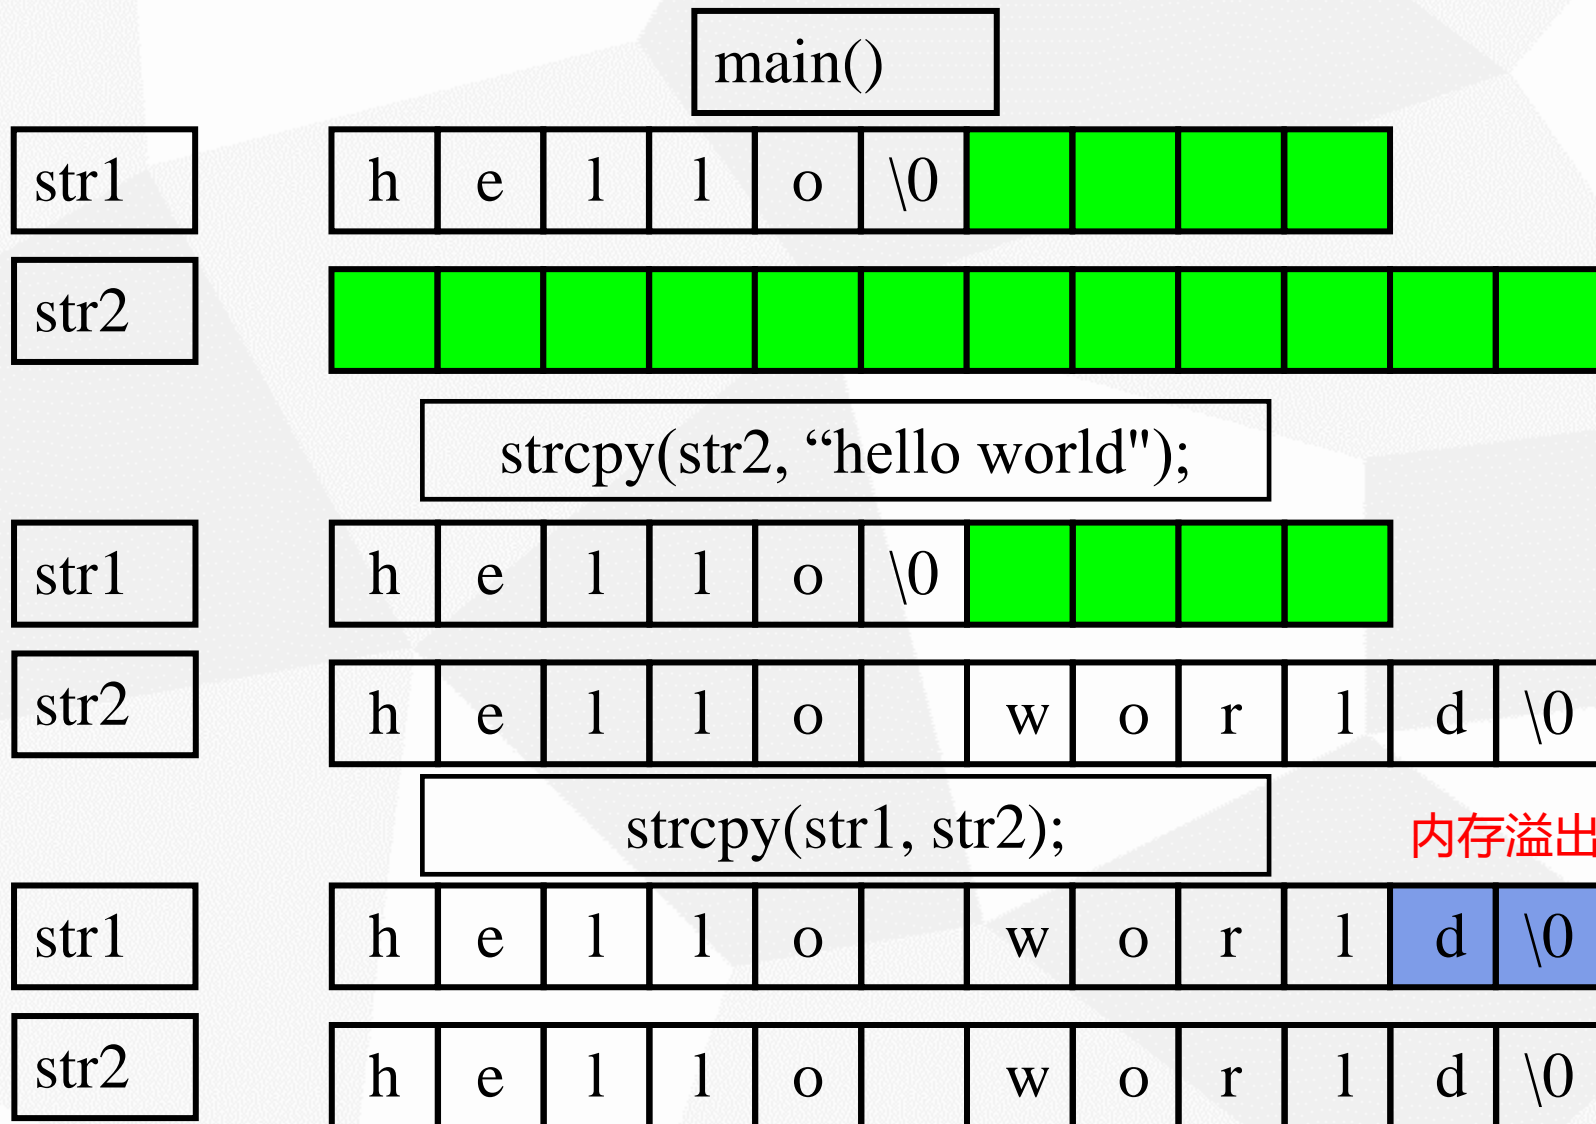 main()
str1 h e l l o \0
str2
strcpy(str2, “hello world");
str1 h e l l o \0
str2 h e l l o w o r l d \0
strcpy(str1, str2);
内存溢出
str1 h e l l o w o r l d \0
str2 h e l l o w o r l d \0